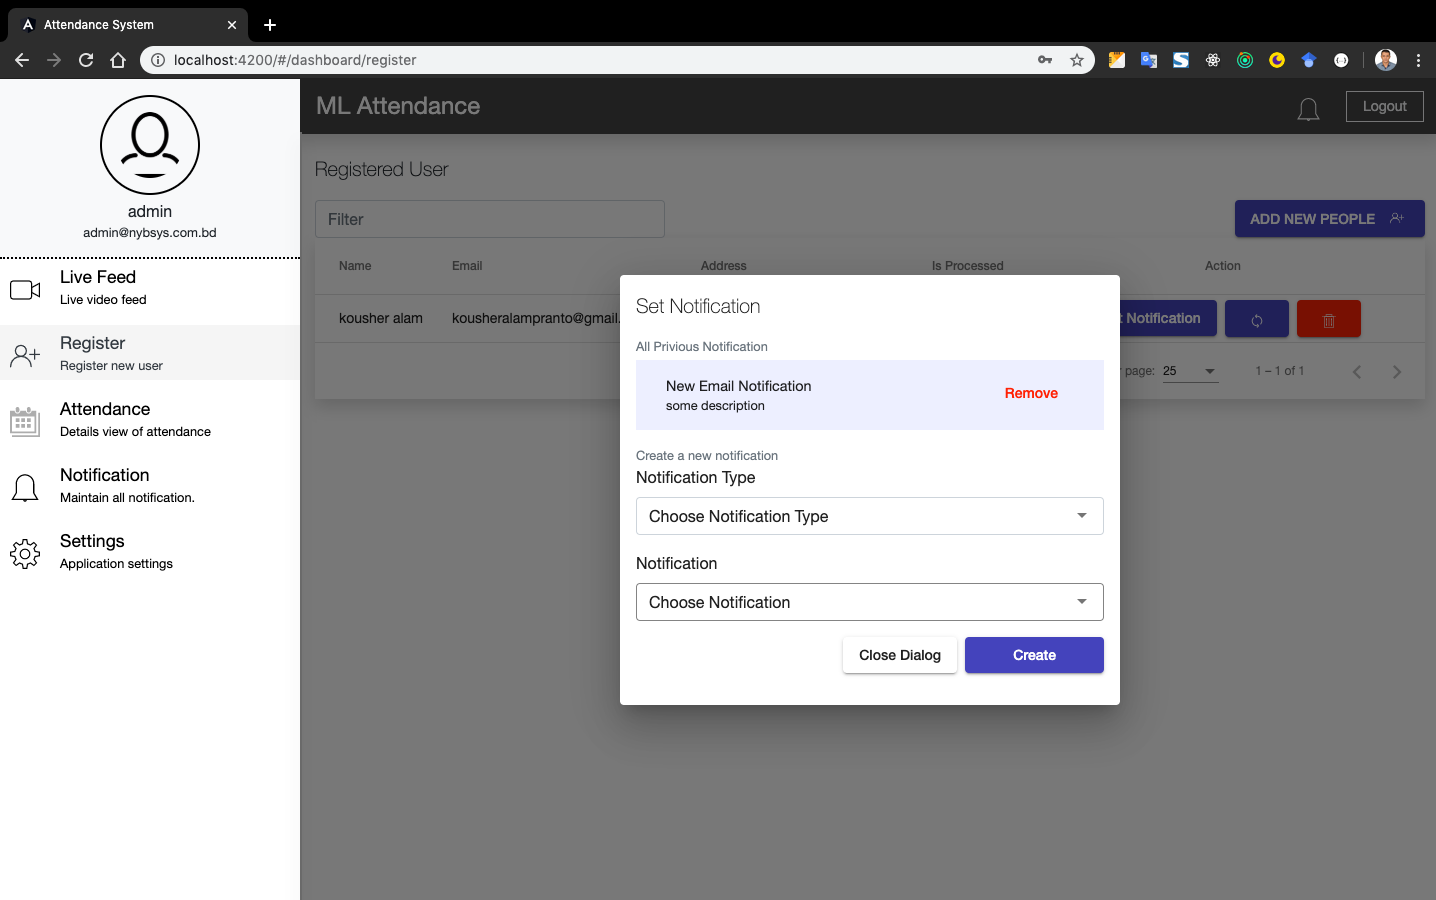 Attendance System
localhost:4200/#/dashboard/register
ML Attendance
Logout
admin
admin@nybsys.com.bd
Live Feed
Live video feed
Register
Register new user
Attendance
Details view of attendance
Notification
Maintain all notification.
Settings
Application settings
Registered User
Filter
ADD NEW PEOPLE
Name Email Address Is Processed Action
kousher alam kousheralampranto@gmail. t Notification
page: 25 1 – 1 of 1
Set Notification
All Privious Notification
New Email Notification
some description
Remove
Create a new notification
Notification Type
Choose Notification Type
Notification
Choose Notification
Close Dialog Create